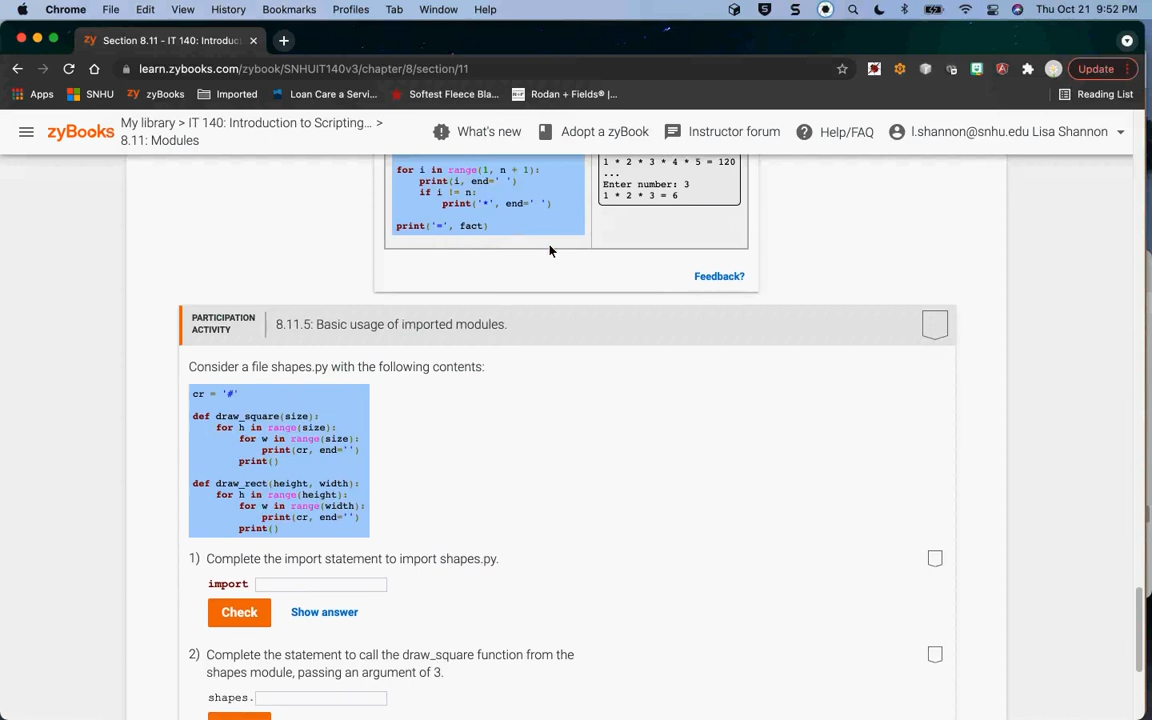 Chrome File Edit View History Bookmarks Profiles Tab Window Help Thu Oct 21 9:52 PM
zy Section 8.11 - IT 140: Introduc
learn.zybooks.com/zybook/SNHUIT140v3/chapter/8/section/11 Update
Apps SNHU zyBooks Imported Loan Care a Servi... Softest Fleece Bla... Rodan + Fields® |... Reading List
zyBooks My library > IT 140: Introduction to Scripting... > What's new Adopt a zyBook Instructor forum Help/FAQ l.shannon@snhu.edu Lisa Shannon
8.11: Modules
for i in range(1, n + 1):
    print(i, end=' ')
    if i != n:
        print('*', end=' ')
print('=', fact)
1 * 2 * 3 * 4 * 5 = 120
...
Enter number: 3
1 * 2 * 3 = 6
Feedback?
PARTICIPATION
ACTIVITY
8.11.5: Basic usage of imported modules.
Consider a file shapes.py with the following contents:
cr = '#'
def draw_square(size):
    for h in range(size):
        for w in range(size):
            print(cr, end='')
        print()
def draw_rect(height, width):
    for h in range(height):
        for w in range(width):
            print(cr, end='')
        print()
1) Complete the import statement to import shapes.py.
import
Check Show answer
2) Complete the statement to call the draw_square function from the
shapes module, passing an argument of 3.
shapes.